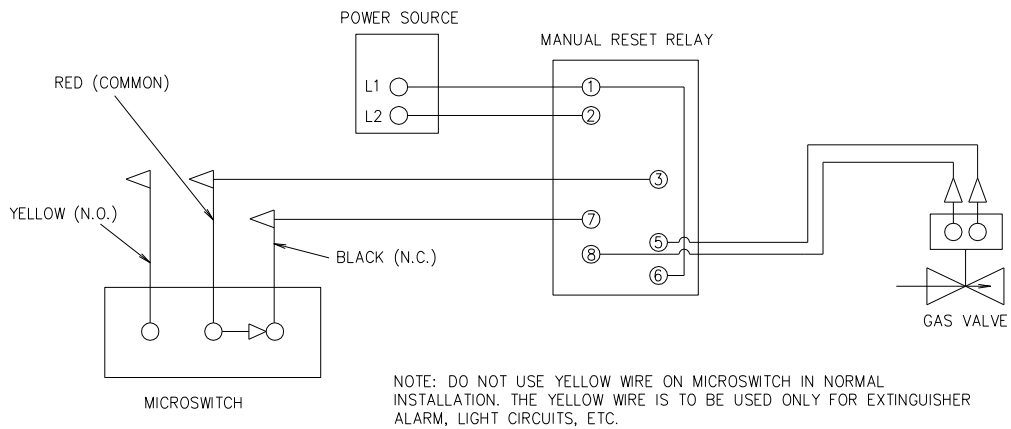 POWER SOURCE
MANUAL RESET RELAY
RED (COMMON)
L1
1
L2
2
3
YELLOW (N.O.)
7
5
BLACK (N.C.)
8
6
GAS VALVE
MICROSWITCH
NOTE: DO NOT USE YELLOW WIRE ON MICROSWITCH IN NORMAL
INSTALLATION. THE YELLOW WIRE IS TO BE USED ONLY FOR EXTINGUISHER
ALARM, LIGHT CIRCUITS, ETC.